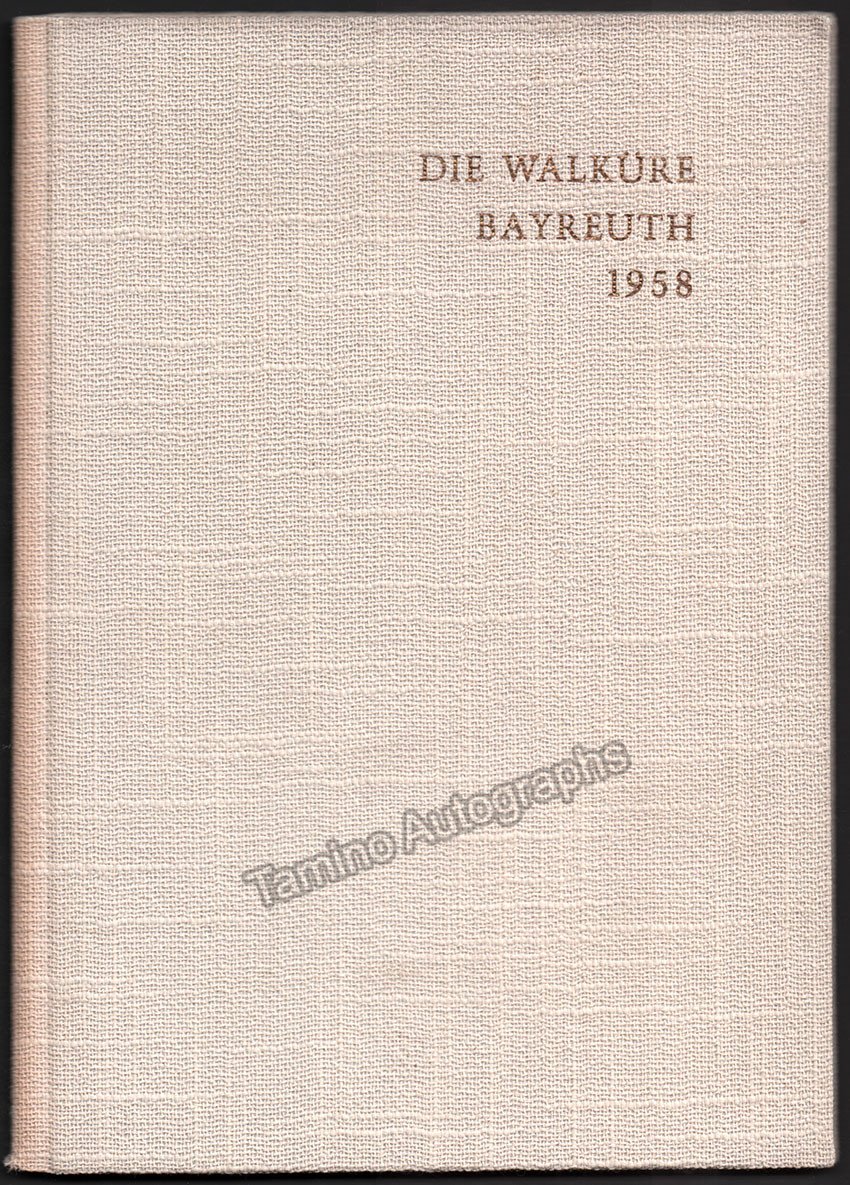 DIE WALKÜRE
BAYREUTH
1958
Tamino Autographs